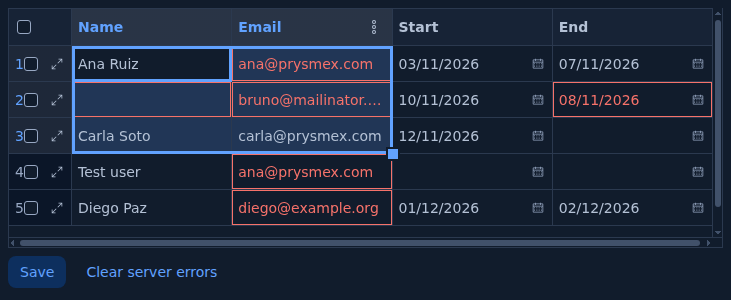 Name Email Start End
1 Ana Ruiz ana@prysmex.com 03/11/2026 07/11/2026
2 bruno@mailinator.... 10/11/2026 08/11/2026
3 Carla Soto carla@prysmex.com 12/11/2026
4 Test user ana@prysmex.com
5 Diego Paz diego@example.org 01/12/2026 02/12/2026
Save Clear server errors